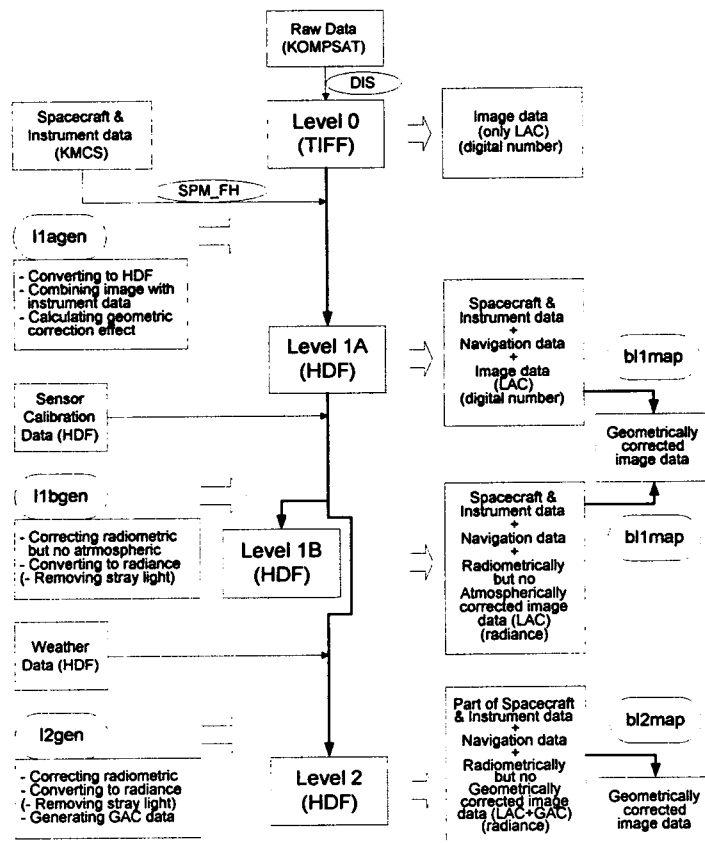 Raw Data
(KOMPSAT)
DIS
Spacecraft &
Instrument data
(KMCS)
Level 0
(TIFF)
Image data
(only LAC)
(digital number)
SPM_FH
l1agen
- Converting to HDF
- Combining image with
instrument data
- Calculating geometric
correction effect
Level 1A
(HDF)
Spacecraft &
Instrument data
+
Navigation data
+
Image data
(LAC)
(digital number)
bl1map
Sensor
Calibration
Data (HDF)
Geometrically
corrected
image data
l1bgen
- Correcting radiometric
but no atrmospheric
- Converting to radiance
(- Removing stray light)
Level 1B
(HDF)
Spacecraft &
Instrument data
+
Navigation data
+
Radiometrically
but no
Atmospherically
corrected image
data (LAC)
(radiance)
bl1map
Weather
Data (HDF)
l2gen
- Correcting radiometric
- Converting to radiance
(- Removing stray light)
- Generating GAC data
Level 2
(HDF)
Part of Spacecraft
& Instrument data
+
Navigation data
+
Radiometrically
but no
Geometrically
corrected image
data (LAC+GAC)
(radiance)
bl2map
Geometrically
corrected
image data